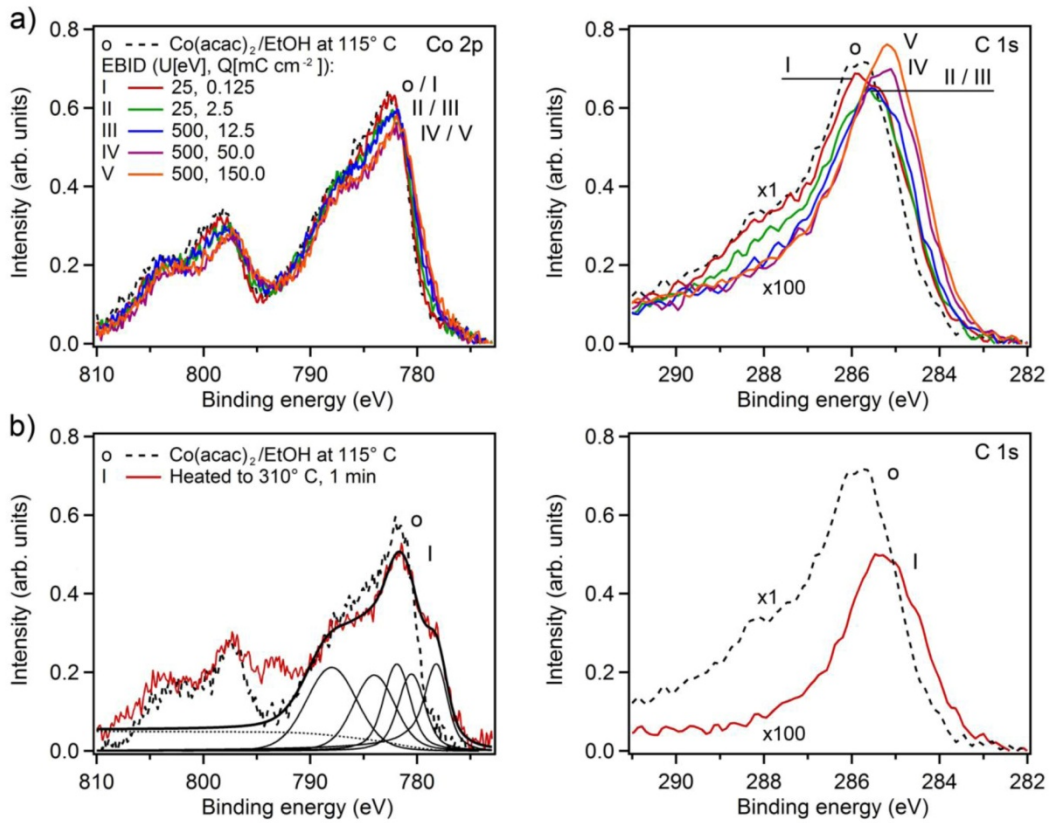 a)
o Co(acac)₂/EtOH at 115° C
Co 2p
EBID (U[eV], Q[mC cm⁻²]):
I 25, 0.125
II 25, 2.5
III 500, 12.5
IV 500, 50.0
V 500, 150.0
o / I
II / III
IV / V
0.8
0.6
0.4
0.2
0.0
Intensity (arb. units)
810 800 790 780
Binding energy (eV)
C 1s
o
V
IV
I
II / III
x1
x100
0.8
0.6
0.4
0.2
0.0
Intensity (arb. units)
290 288 286 284 282
Binding energy (eV)
b)
o Co(acac)₂/EtOH at 115° C
I Heated to 310° C, 1 min
o
I
0.8
0.6
0.4
0.2
0.0
Intensity (arb. units)
810 800 790 780
Binding energy (eV)
C 1s
o
I
x1
x100
0.8
0.6
0.4
0.2
0.0
Intensity (arb. units)
290 288 286 284 282
Binding energy (eV)